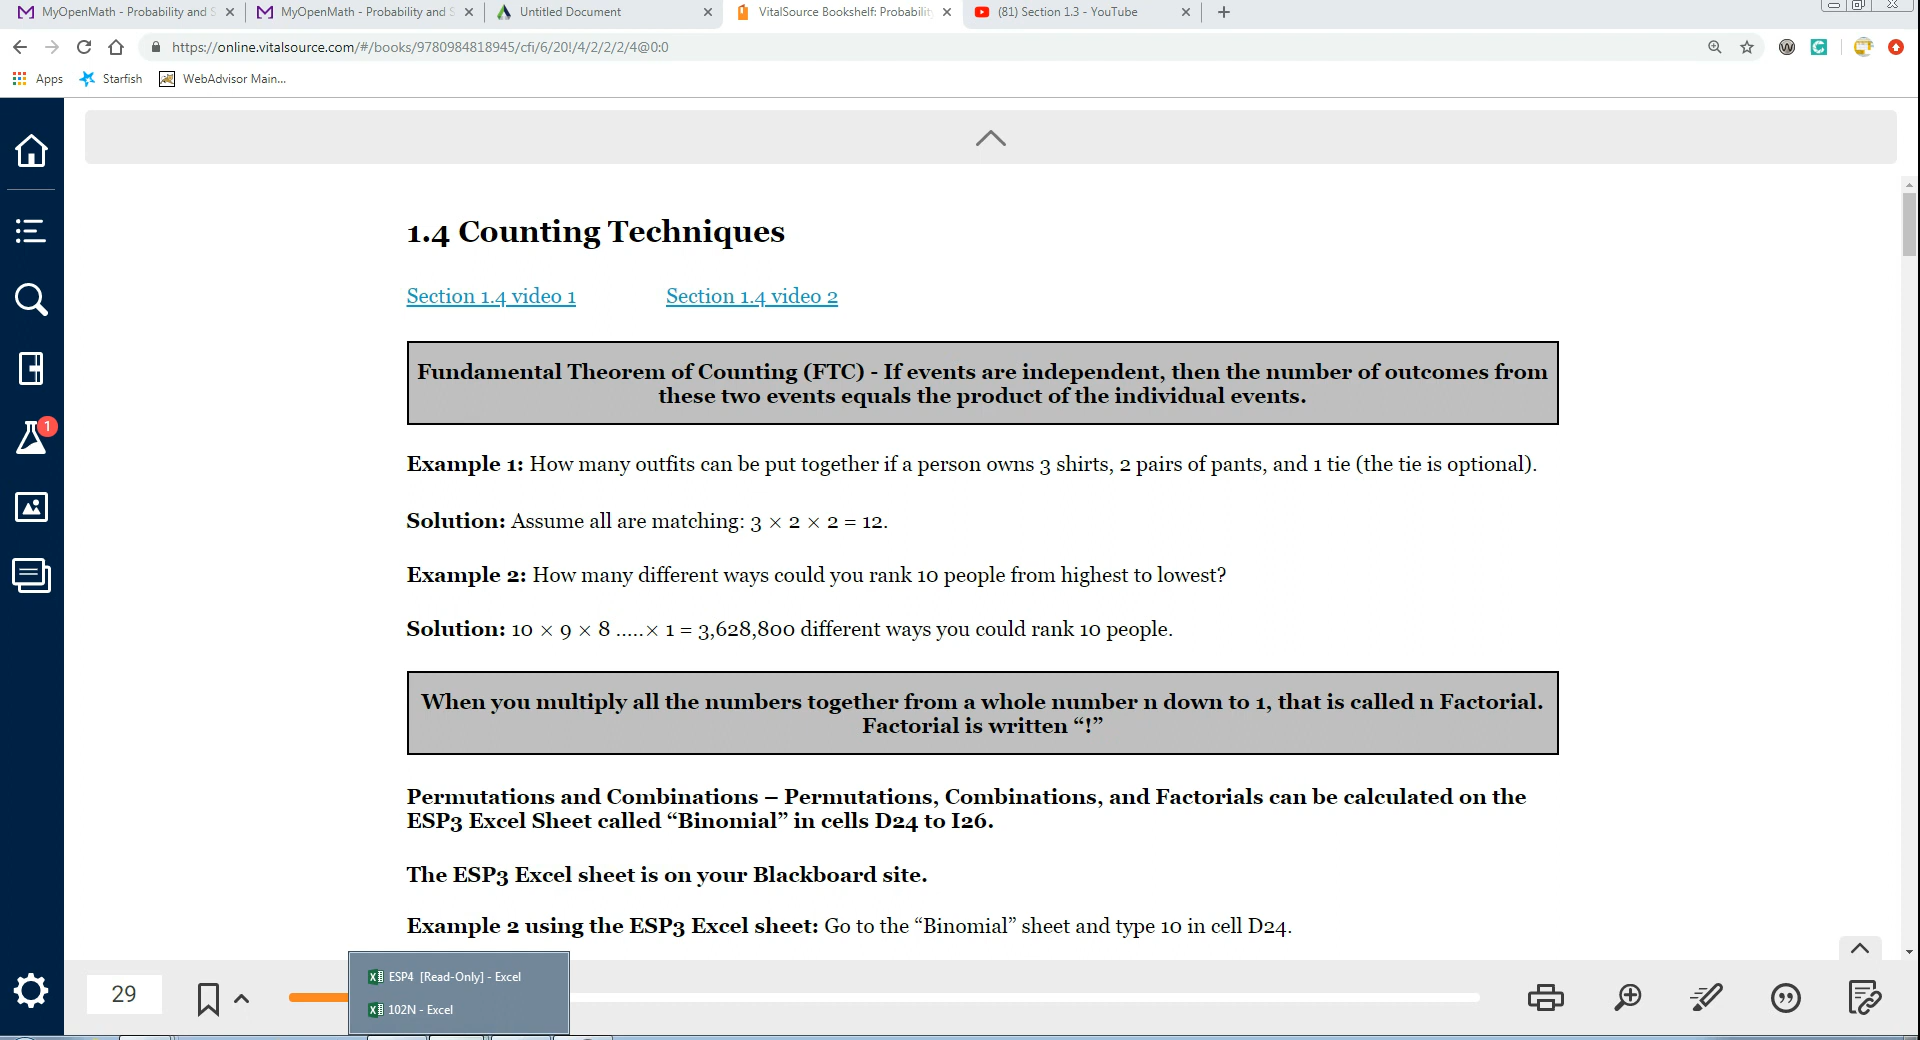 MyOpenMath - Probability and S
MyOpenMath - Probability and S
Untitled Document
VitalSource Bookshelf: Probabilit
(81) Section 1.3 - YouTube
https://online.vitalsource.com/#/books/9780984818945/cfi/6/20!/4/2/2/2/4@0:0
Apps
Starfish
WebAdvisor Main...
1.4 Counting Techniques
Section 1.4 video 1
Section 1.4 video 2
Fundamental Theorem of Counting (FTC) - If events are independent, then the number of outcomes from
these two events equals the product of the individual events.
Example 1: How many outfits can be put together if a person owns 3 shirts, 2 pairs of pants, and 1 tie (the tie is optional).
Solution: Assume all are matching: 3 × 2 × 2 = 12.
1
Example 2: How many different ways could you rank 10 people from highest to lowest?
Solution: 10 × 9 × 8 .....× 1 = 3,628,800 different ways you could rank 10 people.
When you multiply all the numbers together from a whole number n down to 1, that is called n Factorial.
Factorial is written “!”
Permutations and Combinations – Permutations, Combinations, and Factorials can be calculated on the
ESP3 Excel Sheet called “Binomial” in cells D24 to I26.
The ESP3 Excel sheet is on your Blackboard site.
Example 2 using the ESP3 Excel sheet: Go to the “Binomial” sheet and type 10 in cell D24.
ESP4 [Read-Only] - Excel
29
102N - Excel